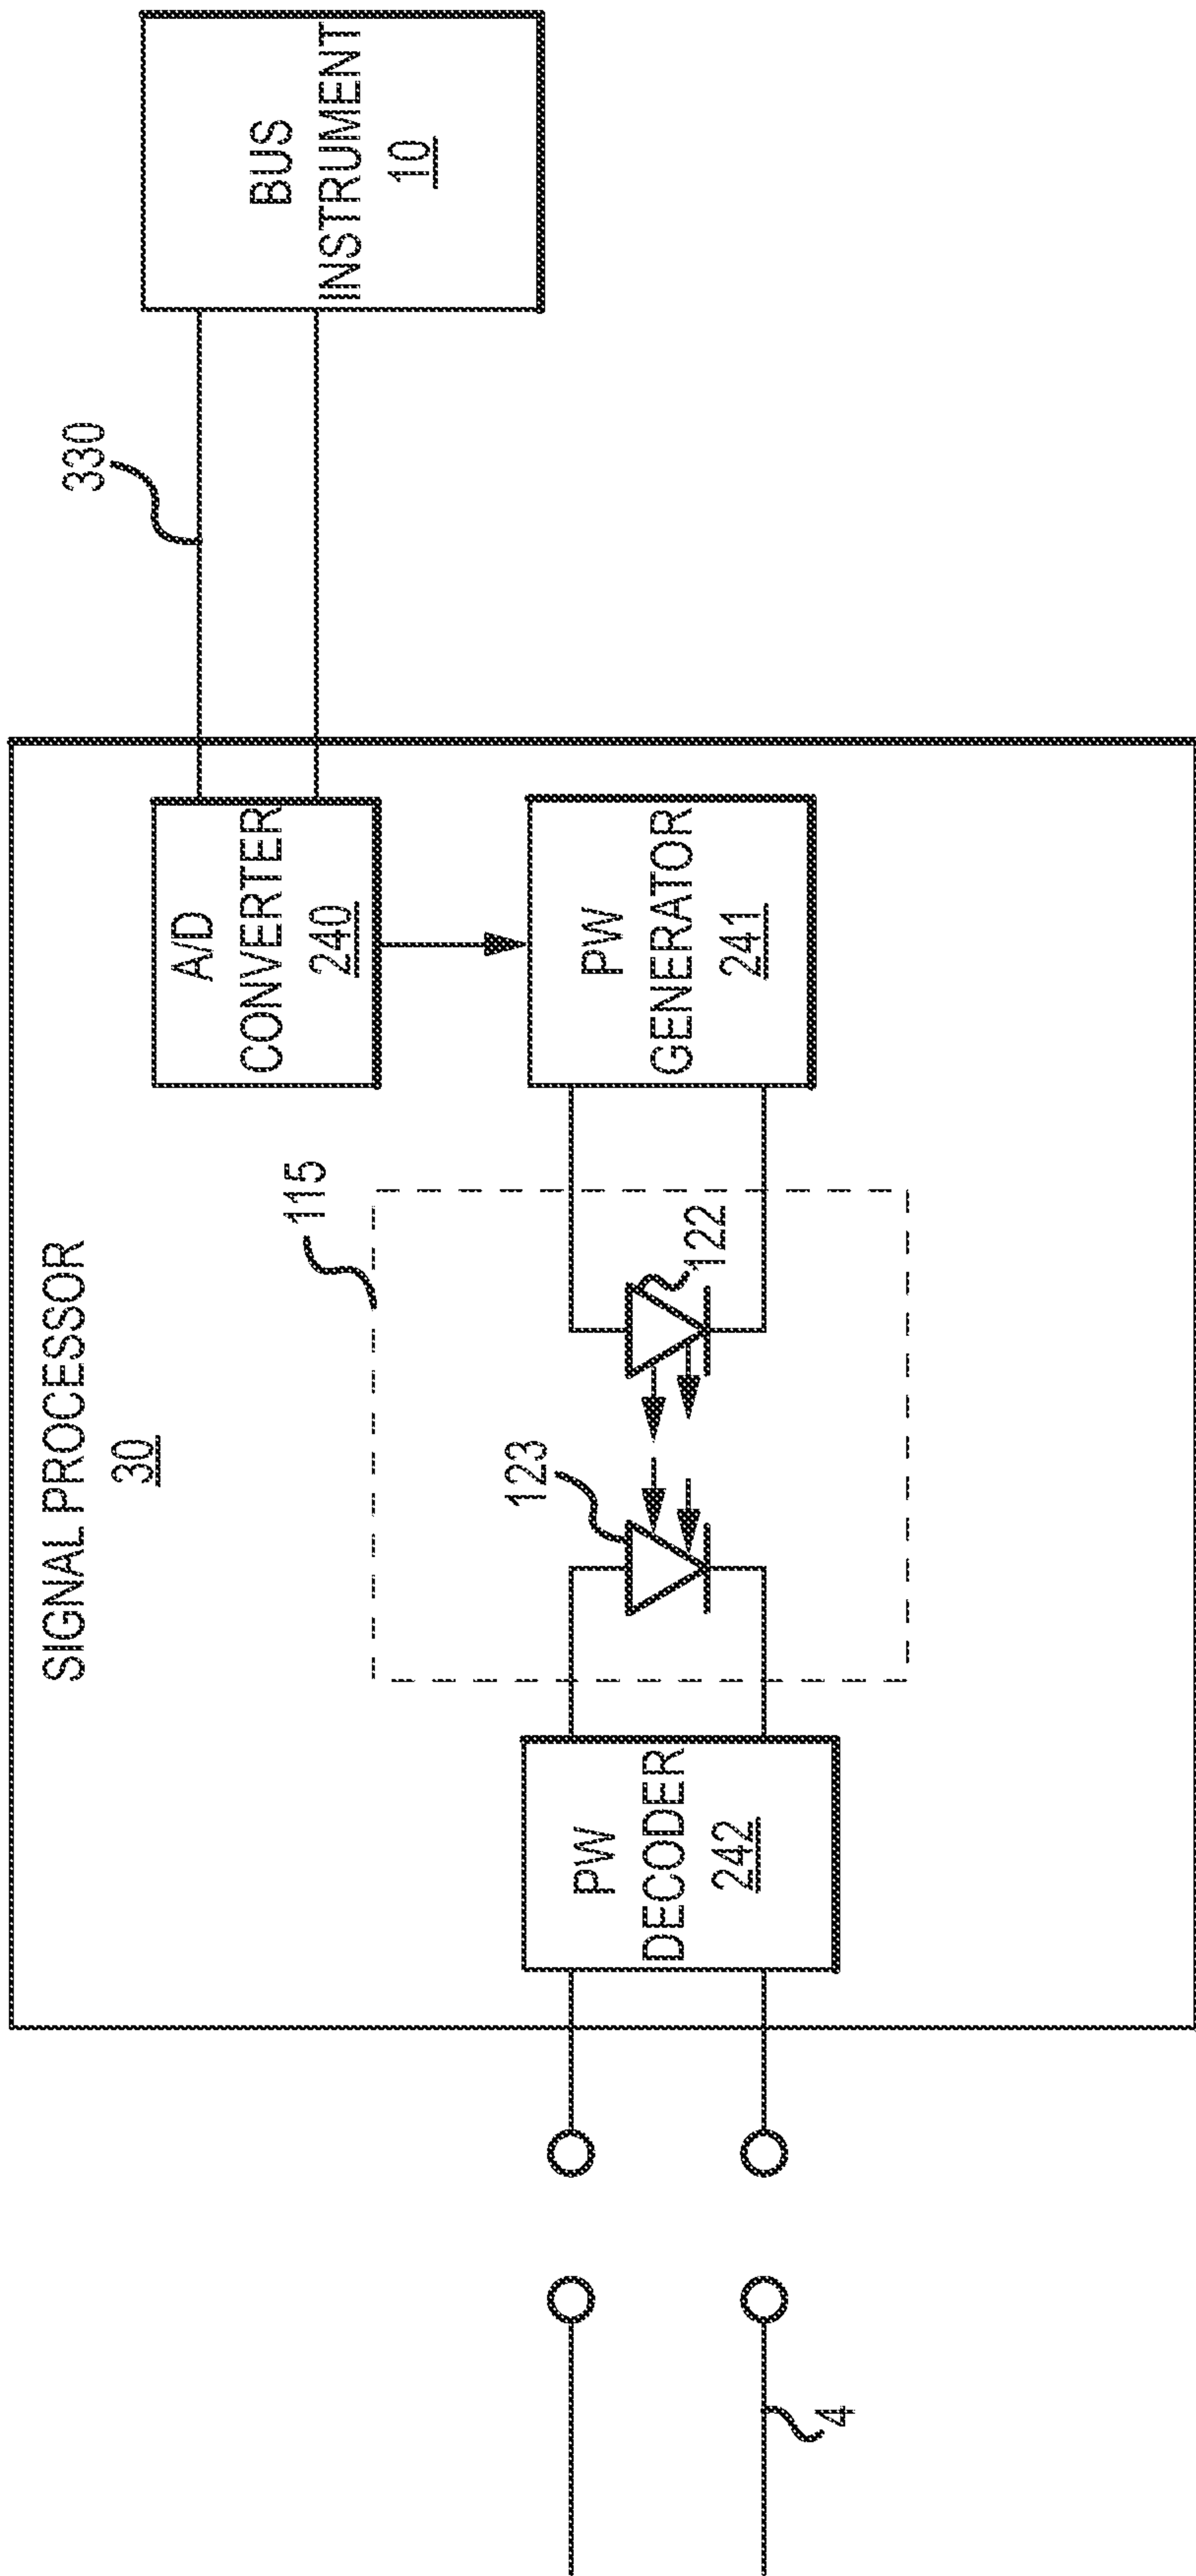 SIGNAL PROCESSOR
30
115
123
122
PW
DECODER
242
A/D
CONVERTER
240
PW
GENERATOR
241
330
BUS
INSTRUMENT
10
4